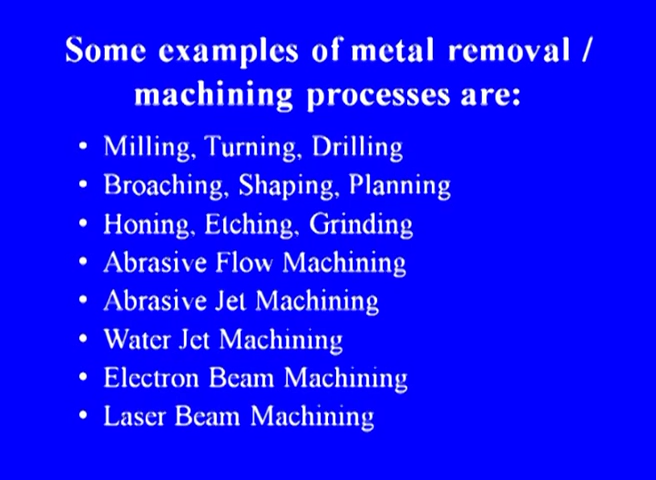 Some examples of metal removal /
machining processes are:
• Milling, Turning, Drilling
• Broaching, Shaping, Planning
• Honing, Etching, Grinding
• Abrasive Flow Machining
• Abrasive Jet Machining
• Water Jet Machining
• Electron Beam Machining
• Laser Beam Machining